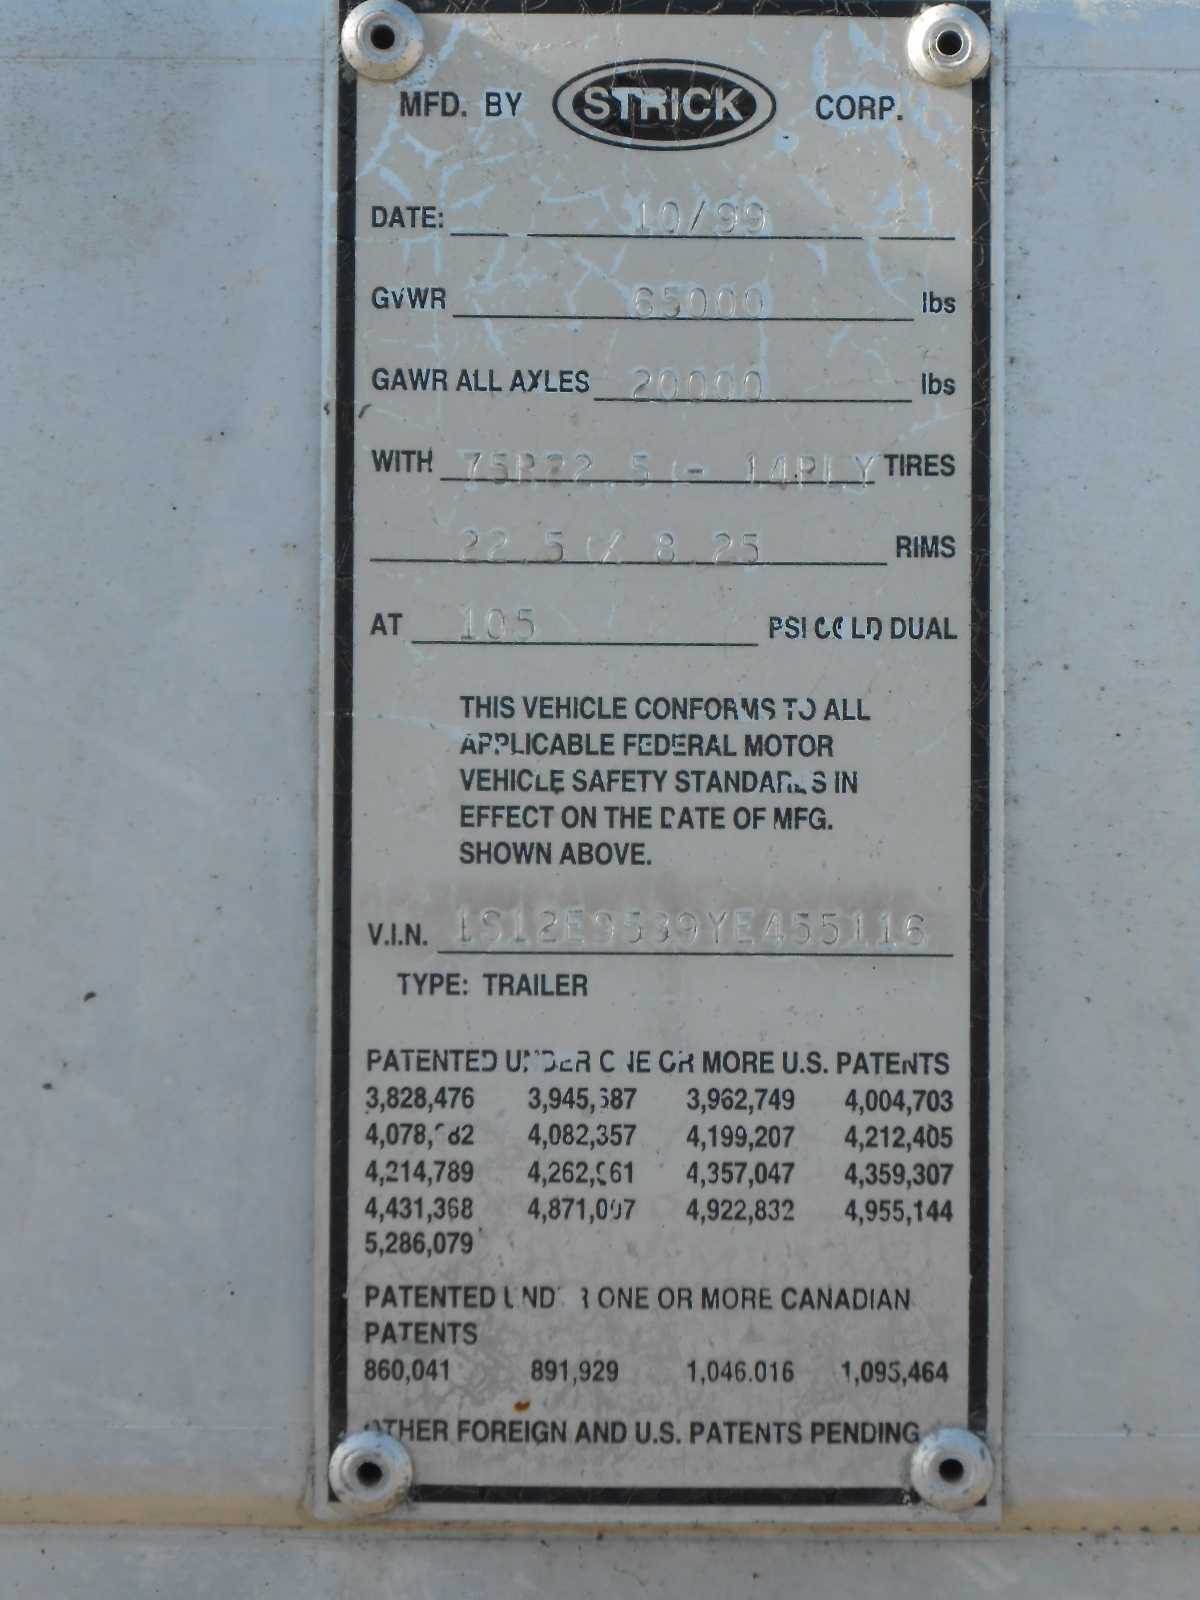 MFD. BY STRICK CORP.
DATE: 10/99
GVWR 65000 lbs
GAWR ALL AXLES 20000 lbs
WITH 75R22.5 - 14PLY TIRES
22.5 X 8.25 RIMS
AT 105 PSI COLD DUAL
THIS VEHICLE CONFORMS TO ALL
APPLICABLE FEDERAL MOTOR
VEHICLE SAFETY STANDARDS IN
EFFECT ON THE DATE OF MFG.
SHOWN ABOVE.
V.I.N. 1S12E9539YE455116
TYPE: TRAILER
PATENTED UNDER ONE OR MORE U.S. PATENTS
3,828,476 3,962,749 4,004,703
4,082,357 4,199,207 4,212,405
4,214,789 4,357,047 4,359,307
4,431,368 4,922,832 4,955,144
5,286,079
PATENTED UNDER ONE OR MORE CANADIAN
PATENTS
860,041 891,929 1,046.016 1,095,464
OTHER FOREIGN AND U.S. PATENTS PENDING